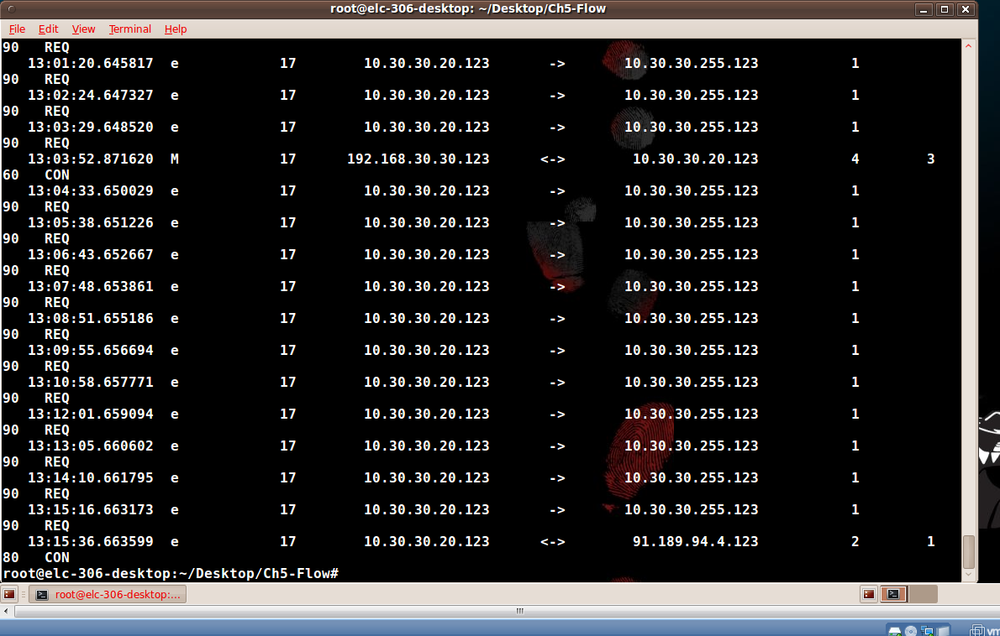 root@elc-306-desktop: ~/Desktop/Ch5-Flow
File Edit View Terminal Help
90 REQ
13:01:20.645817 e 17 10.30.30.20.123 -> 10.30.30.255.123 1
90 REQ
13:02:24.647327 e 17 10.30.30.20.123 -> 10.30.30.255.123 1
90 REQ
13:03:29.648520 e 17 10.30.30.20.123 -> 10.30.30.255.123 1
90 REQ
13:03:52.871620 M 17 192.168.30.30.123 <-> 10.30.30.20.123 4 3
60 CON
13:04:33.650029 e 17 10.30.30.20.123 -> 10.30.30.255.123 1
90 REQ
13:05:38.651226 e 17 10.30.30.20.123 -> 10.30.30.255.123 1
90 REQ
13:06:43.652667 e 17 10.30.30.20.123 -> 10.30.30.255.123 1
90 REQ
13:07:48.653861 e 17 10.30.30.20.123 -> 10.30.30.255.123 1
90 REQ
13:08:51.655186 e 17 10.30.30.20.123 -> 10.30.30.255.123 1
90 REQ
13:09:55.656694 e 17 10.30.30.20.123 -> 10.30.30.255.123 1
90 REQ
13:10:58.657771 e 17 10.30.30.20.123 -> 10.30.30.255.123 1
90 REQ
13:12:01.659094 e 17 10.30.30.20.123 -> 10.30.30.255.123 1
90 REQ
13:13:05.660602 e 17 10.30.30.20.123 -> 10.30.30.255.123 1
90 REQ
13:14:10.661795 e 17 10.30.30.20.123 -> 10.30.30.255.123 1
90 REQ
13:15:16.663173 e 17 10.30.30.20.123 -> 10.30.30.255.123 1
90 REQ
13:15:36.663599 e 17 10.30.30.20.123 <-> 91.189.94.4.123 2 1
80 CON
root@elc-306-desktop:~/Desktop/Ch5-Flow#
root@elc-306-desktop:...